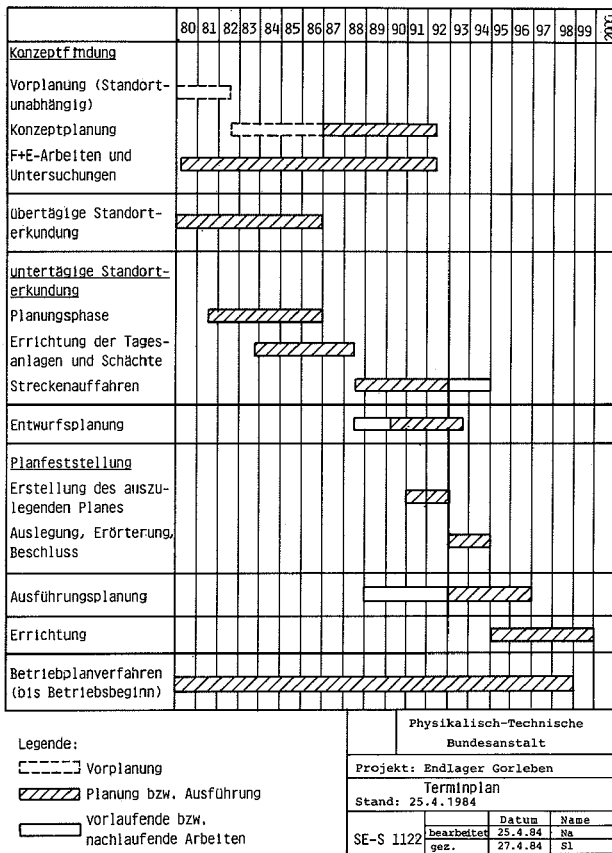 80 81 82 83 84 85 86 87 88 89 90 91 92 93 94 95 96 97 98 99 2000
Konzeptfindung
Vorplanung (Standort-
unabhängig)
Konzeptplanung
F+E-Arbeiten und
Untersuchungen
übertägige Standort-
erkundung
untertägige Standort-
erkundung
Planungsphase
Errichtung der Tages-
anlagen und Schächte
Streckenauffahren
Entwurfsplanung
Planfeststellung
Erstellung des auszu-
legenden Planes
Auslegung, Erörterung,
Beschluss
Ausführungsplanung
Errichtung
Betriebplanverfahren
(bis Betriebsbeginn)
Legende:
Vorplanung
Planung bzw. Ausführung
vorlaufende bzw.
nachlaufende Arbeiten
Physikalisch-Technische
Bundesanstalt
Projekt: Endlager Gorleben
Terminplan
Stand: 25.4.1984
SE-S 1122
Datum Name
bearbeitet 25.4.84 Na
gez. 27.4.84 Sl